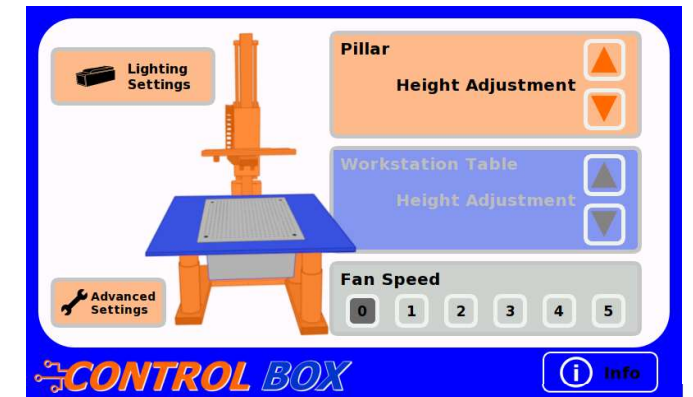 Lighting
Settings
Pillar
Height Adjustment
Workstation Table
Height Adjustment
Advanced
Settings
Fan Speed
0 1 2 3 4 5
CONTROL BOX
i Info